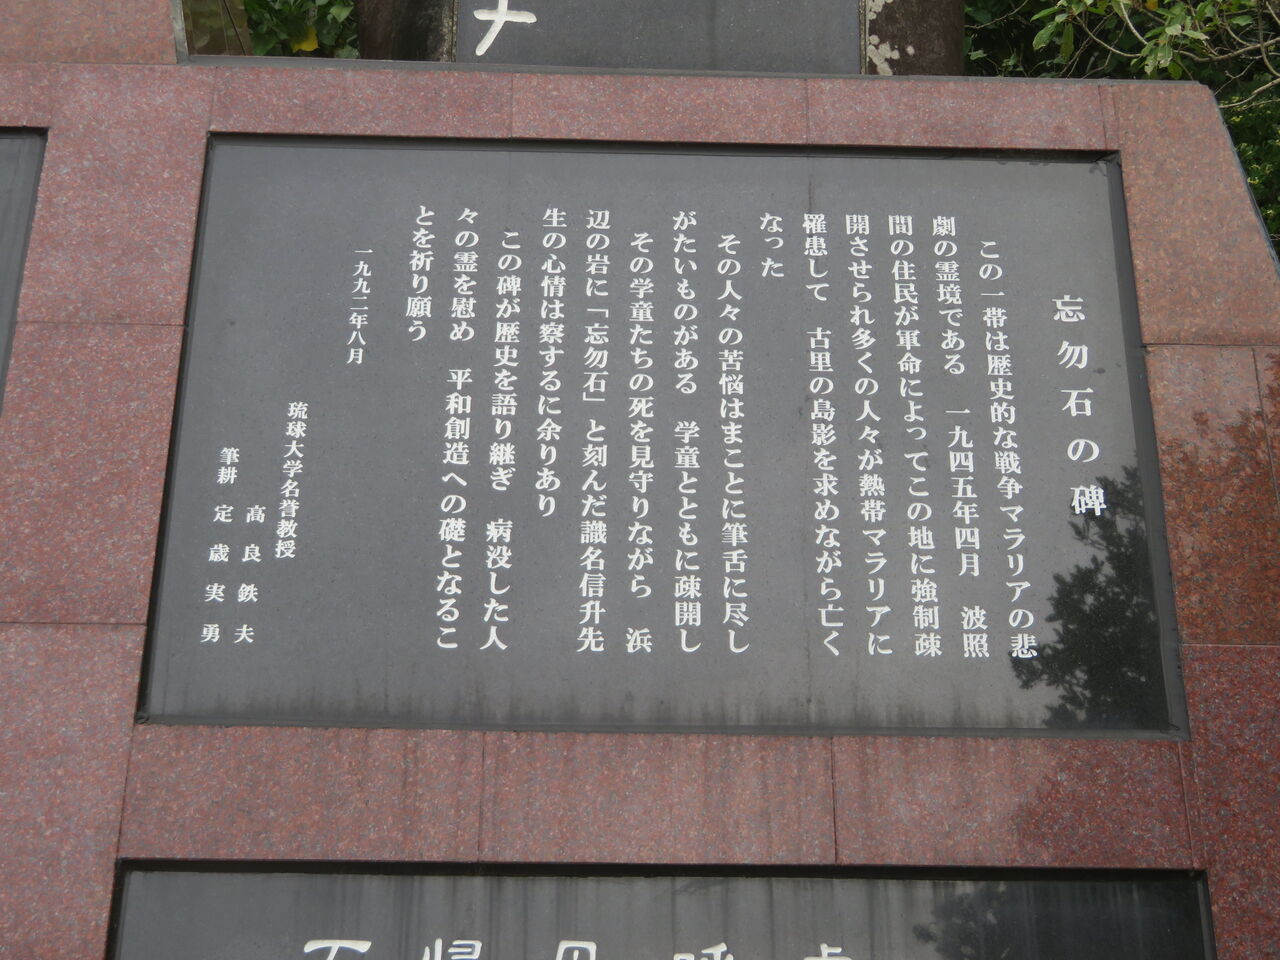 忘勿石の碑
この一帯は歴史的な戦争マラリアの悲
劇の霊境である　一九四五年四月　波照
間の住民が軍命によってこの地に強制疎
開させられ多くの人々が熱帯マラリアに
罹患して　古里の島影を求めながら亡く
なった
その人々の苦悩はまことに筆舌に尽し
がたいものがある　学童とともに疎開し
その学童たちの死を見守りながら　浜
辺の岩に「忘勿石」と刻んだ識名信升先
生の心情は察するに余りあり
この碑が歴史を語り継ぎ　病没した人
々の霊を慰め　平和創造への礎となるこ
とを祈り願う
一九九二年八月
琉球大学名誉教授
高良鉄夫
筆耕　定歳実勇